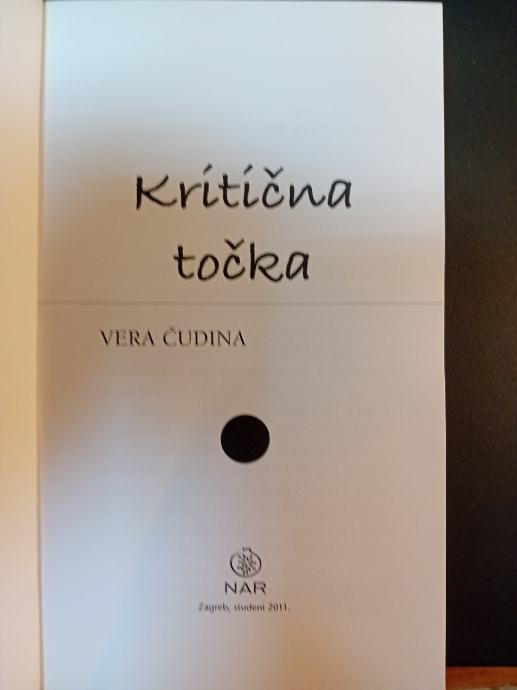 Kritična
točka
VERA ČUDINA
NAR
Zagreb, studeni 2011.